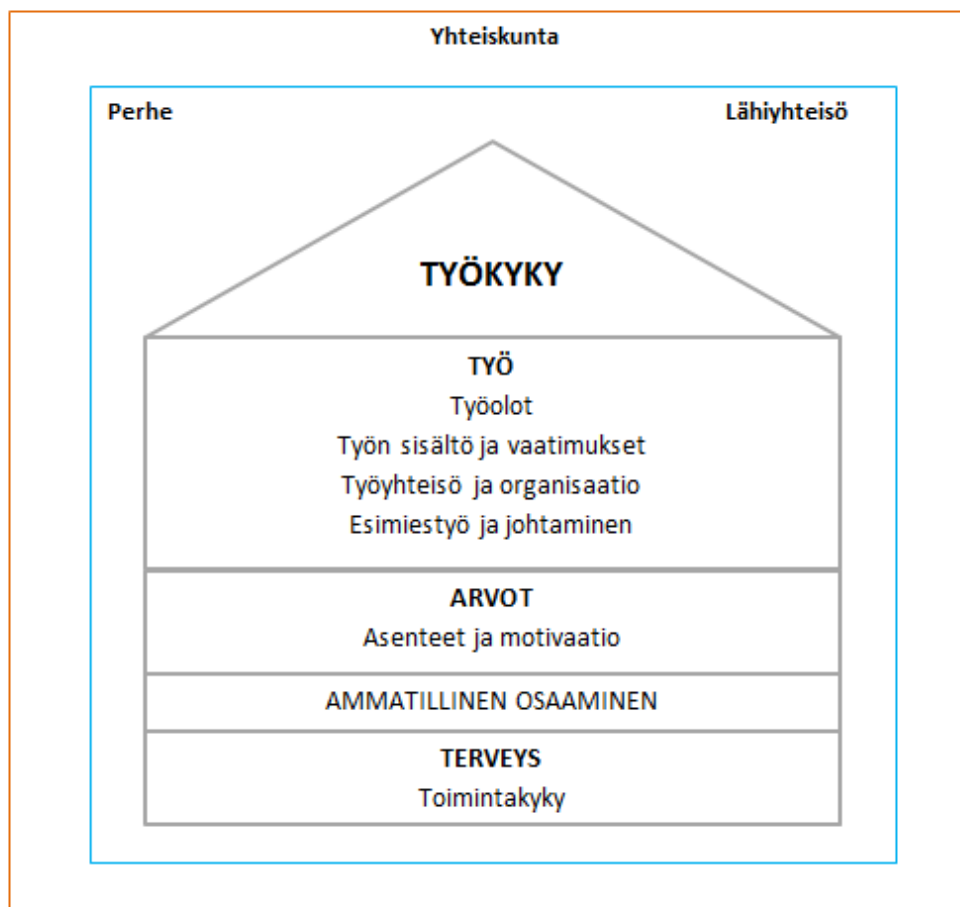 Yhteiskunta
Perhe Lähiyhteisö
TYÖKYKY
TYÖ
Työolot
Työn sisältö ja vaatimukset
Työyhteisö ja organisaatio
Esimiestyö ja johtaminen
ARVOT
Asenteet ja motivaatio
AMMATILLINEN OSAAMINEN
TERVEYS
Toimintakyky